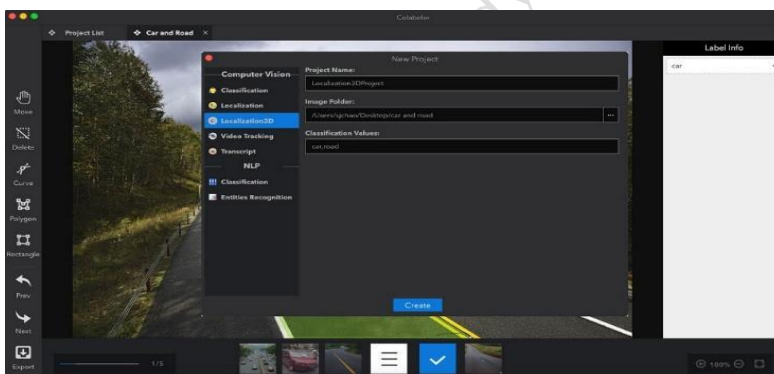 Colabeler
Project List
Car and Road
Label Info
car
New Project
Computer Vision
Classification
Localization
Localization3D
Video Tracking
Transcript
NLP
Classification
Entities Recognition
Project Name:
Localization3DProject
Image Folder:
/Users/sjchao/Desktop/car and road
Classification Values:
car,road
Create
Move
Delete
Curve
Polygon
Rectangle
Prev
Next
Export
1/5
100%